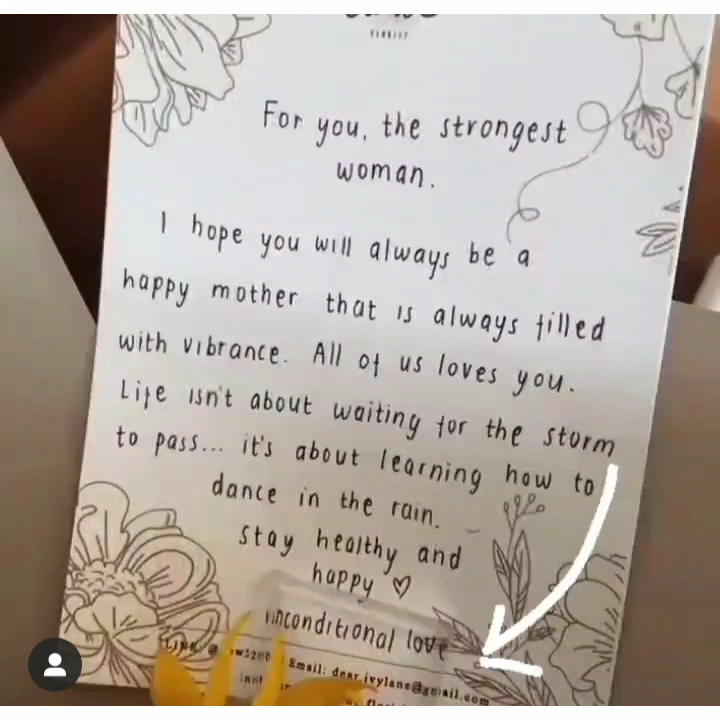 FLORIST
For you, the strongest
woman.
I hope you will always be a
happy mother that is always filled
with vibrance. All of us loves you.
Life isn't about waiting for the storm
to pass... it's about learning how to
dance in the rain.
stay healthy and
happy ♡
unconditional love
Email: dear.ivylane@gmail.com